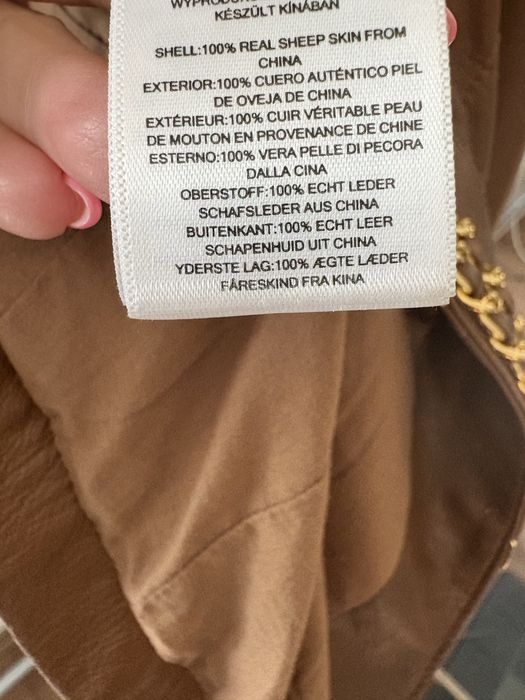 KÉSZÜLT KÍNÁBAN
SHELL:100% REAL SHEEP SKIN FROM
CHINA
EXTERIOR:100% CUERO AUTÉNTICO PIEL
DE OVEJA DE CHINA
EXTÉRIEUR:100% CUIR VÉRITABLE PEAU
DE MOUTON EN PROVENANCE DE CHINE
ESTERNO:100% VERA PELLE DI PECORA
DALLA CINA
OBERSTOFF:100% ECHT LEDER
SCHAFSLEDER AUS CHINA
BUITENKANT:100% ECHT LEER
SCHAPENHUID UIT CHINA
YDERSTE LAG:100% ÆGTE LÆDER
FÅRESKIND FRA KINA